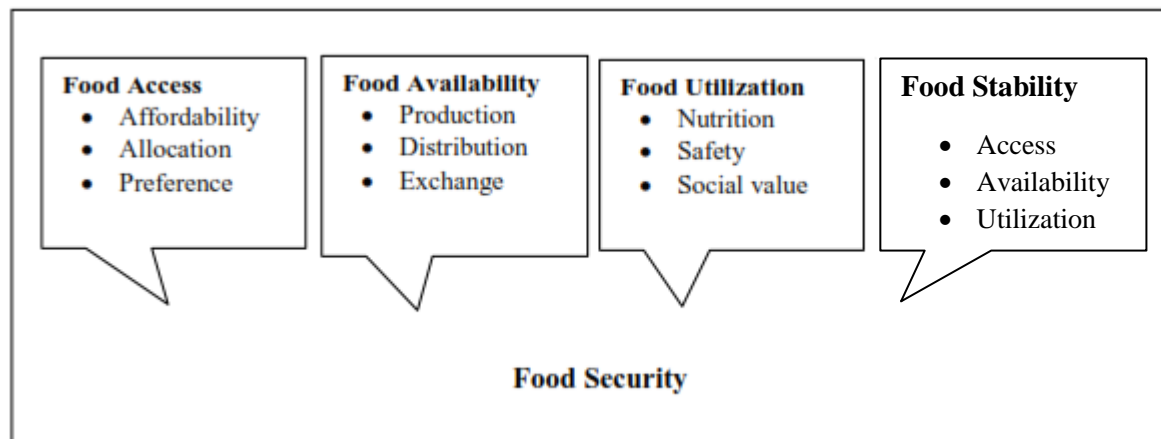 Food Access
• Affordability
• Allocation
• Preference
Food Availability
• Production
• Distribution
• Exchange
Food Utilization
• Nutrition
• Safety
• Social value
Food Stability
• Access
• Availability
• Utilization
Food Security